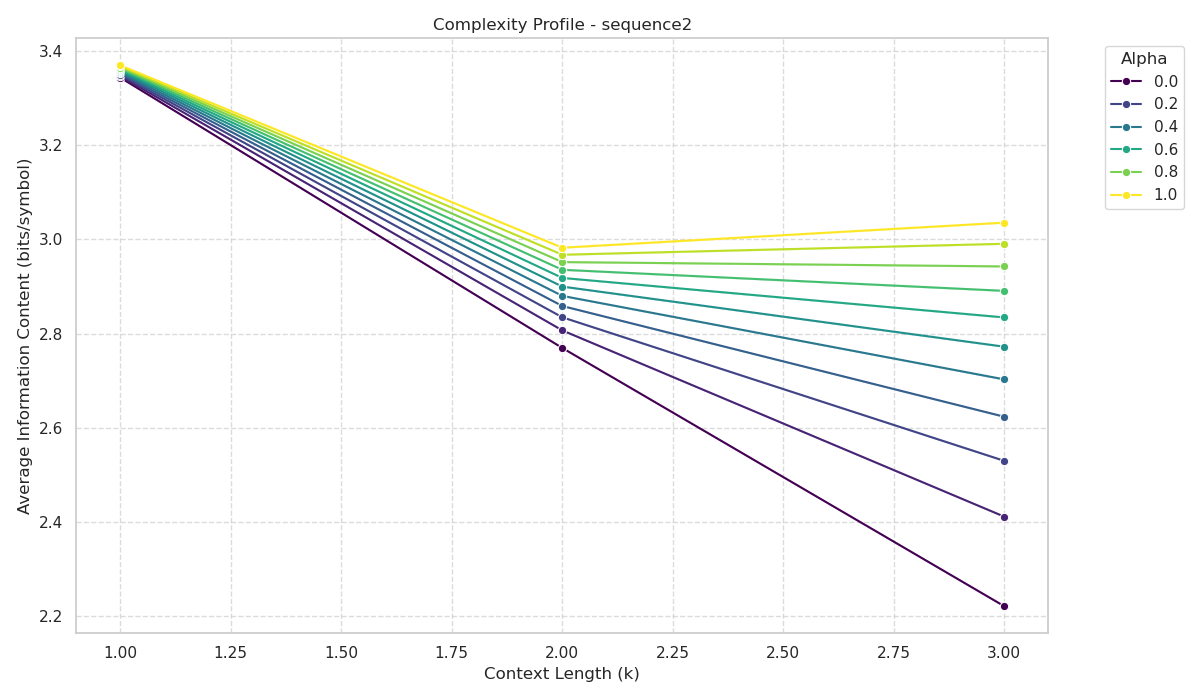 Complexity Profile - sequence2
Average Information Content (bits/symbol)
3.4
3.2
3.0
2.8
2.6
2.4
2.2
1.00 1.25 1.50 1.75 2.00 2.25 2.50 2.75 3.00
Context Length (k)
Alpha
0.0
0.2
0.4
0.6
0.8
1.0